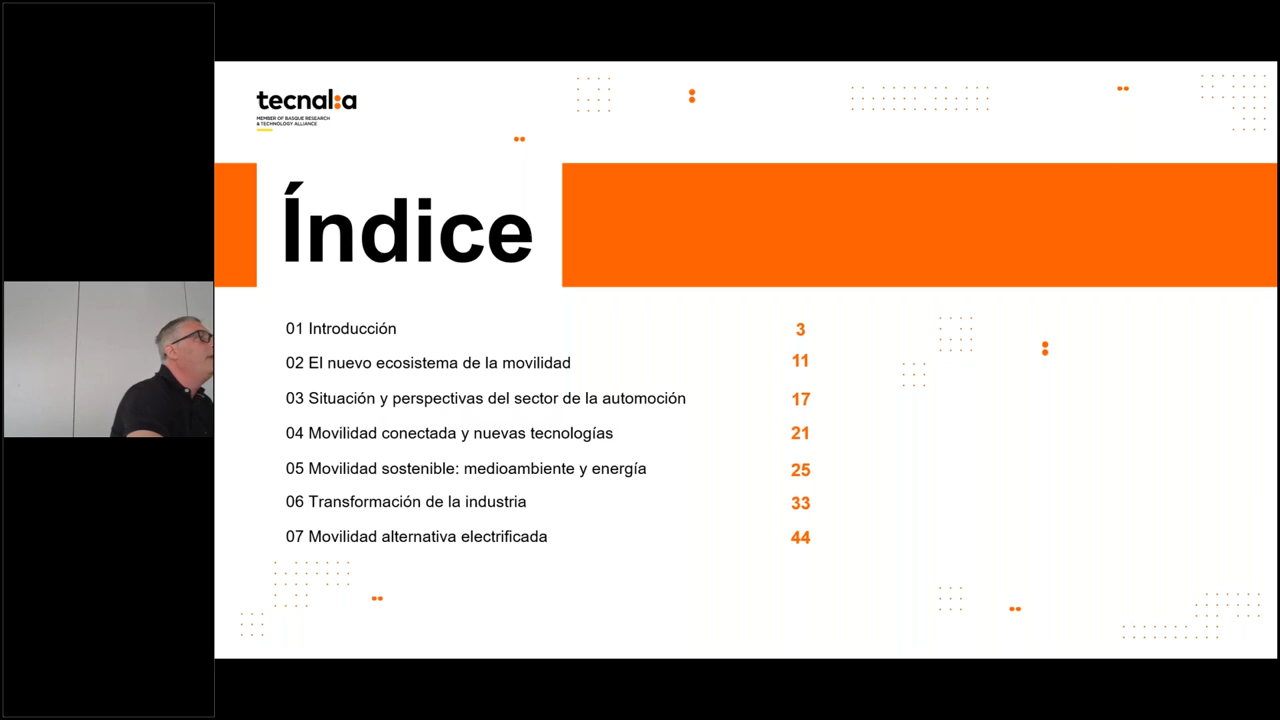 tecnal:a
MEMBER OF BASQUE RESEARCH
& TECHNOLOGY ALLIANCE
Índice
01 Introducción 3
02 El nuevo ecosistema de la movilidad 11
03 Situación y perspectivas del sector de la automoción 17
04 Movilidad conectada y nuevas tecnologías 21
05 Movilidad sostenible: medioambiente y energía 25
06 Transformación de la industria 33
07 Movilidad alternativa electrificada 44